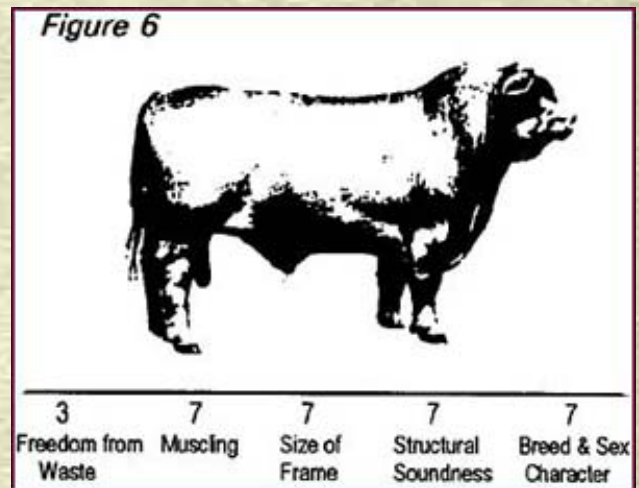 Figure 6
3 7 7 7 7
Freedom from Muscling Size of Structural Breed & Sex
Waste Frame Soundness Character